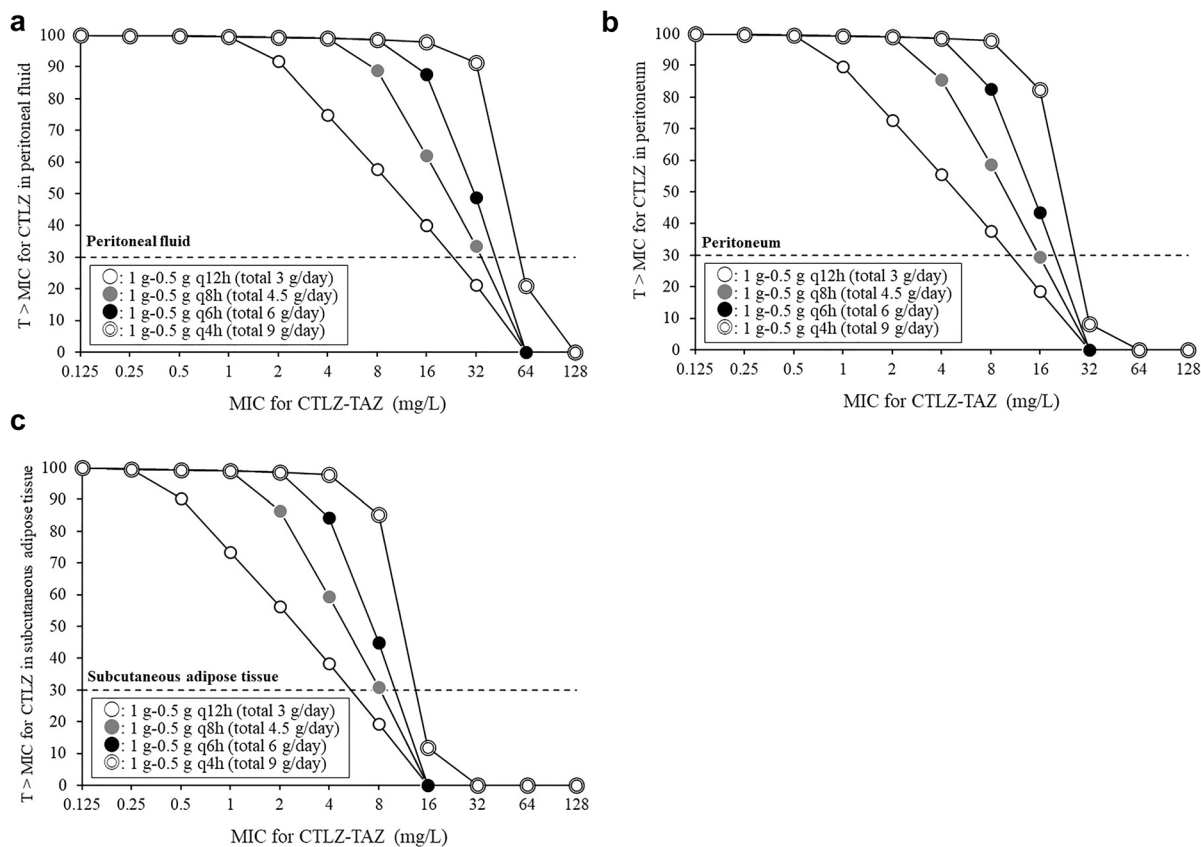 a
T > MIC for CTLZ in peritoneal fluid
100
90
80
70
60
50
40
30
20
10
0
Peritoneal fluid
: 1 g-0.5 g q12h (total 3 g/day)
: 1 g-0.5 g q8h (total 4.5 g/day)
: 1 g-0.5 g q6h (total 6 g/day)
: 1 g-0.5 g q4h (total 9 g/day)
0.125 0.25 0.5 1 2 4 8 16 32 64 128
MIC for CTLZ-TAZ (mg/L)
b
T > MIC for CTLZ in peritoneum
100
90
80
70
60
50
40
30
20
10
0
Peritoneum
: 1 g-0.5 g q12h (total 3 g/day)
: 1 g-0.5 g q8h (total 4.5 g/day)
: 1 g-0.5 g q6h (total 6 g/day)
: 1 g-0.5 g q4h (total 9 g/day)
0.125 0.25 0.5 1 2 4 8 16 32 64 128
MIC for CTLZ-TAZ (mg/L)
c
T > MIC for CTLZ in subcutaneous adipose tissue
100
90
80
70
60
50
40
30
20
10
0
Subcutaneous adipose tissue
: 1 g-0.5 g q12h (total 3 g/day)
: 1 g-0.5 g q8h (total 4.5 g/day)
: 1 g-0.5 g q6h (total 6 g/day)
: 1 g-0.5 g q4h (total 9 g/day)
0.125 0.25 0.5 1 2 4 8 16 32 64 128
MIC for CTLZ-TAZ (mg/L)